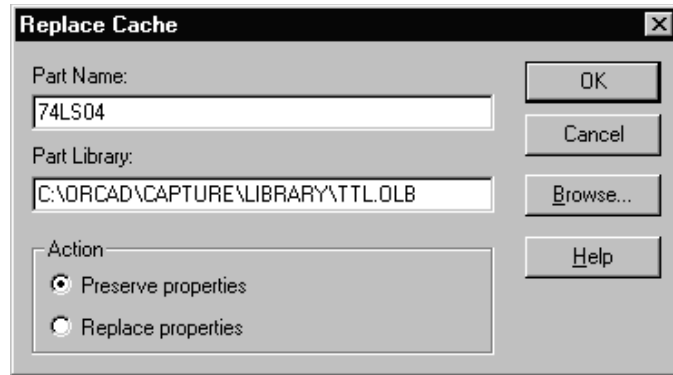 Replace Cache
Part Name:
74LS04
Part Library:
C:\ORCAD\CAPTURE\LIBRARY\TTL.OLB
Action
Preserve properties
Replace properties
OK
Cancel
Browse...
Help